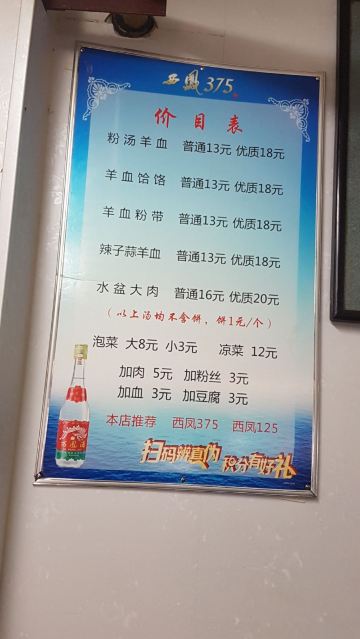 西凤375
价目表
粉汤羊血 普通13元 优质18元
羊血饸饹 普通13元 优质18元
羊血粉带 普通13元 优质18元
辣子蒜羊血 普通13元 优质18元
水盆大肉 普通16元 优质20元
（以上汤均不含饼，饼1元/个）
泡菜 大8元 小3元 凉菜 12元
加肉 5元 加粉丝 3元
加血 3元 加豆腐 3元
本店推荐 西凤375 西凤125
扫码辨真伪 积分有好礼